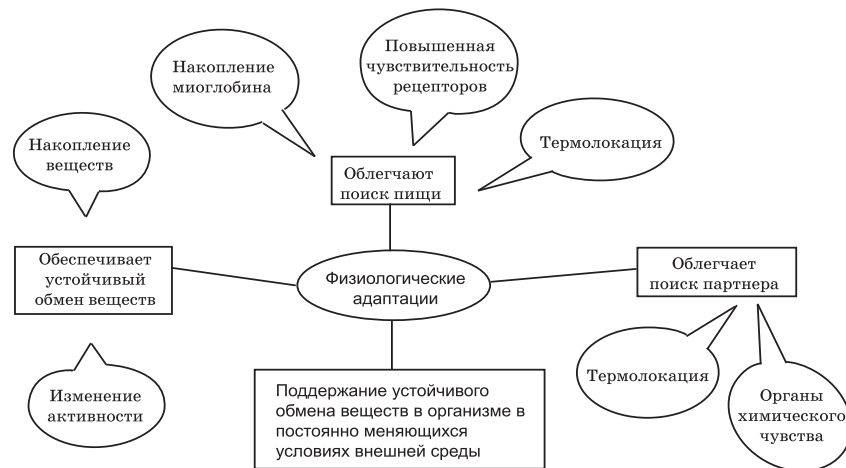 Повышенная
чувствительность
рецепторов
Накопление
миоглобина
Термолокация
Накопление
веществ
Облегчают
поиск пищи
Обеспечивает
устойчивый
обмен веществ
Физиологические
адаптации
Облегчает
поиск партнера
Изменение
активности
Поддержание устойчивого
обмена веществ в организме в
постоянно меняющихся
условиях внешней среды
Термолокация
Органы
химического
чувства